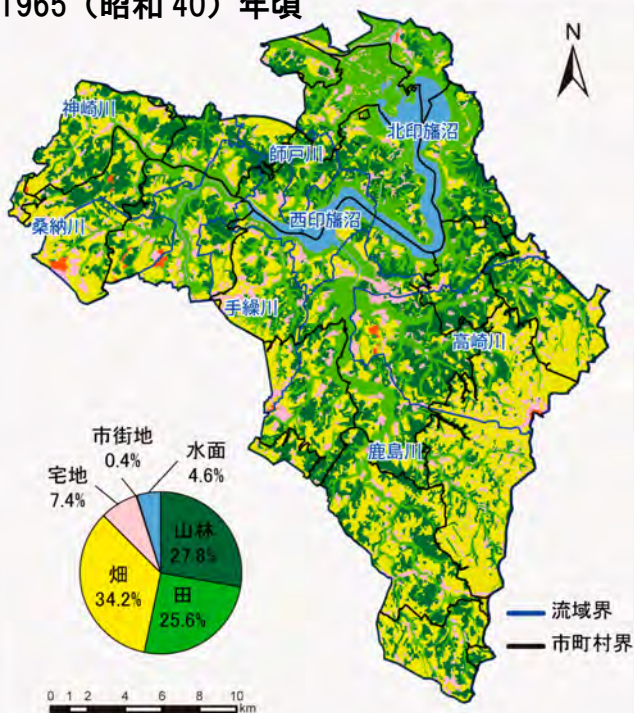 1965（昭和40）年頃
N
神崎川
北印旛沼
師戸川
西印旛沼
桑納川
手繰川
高崎川
鹿島川
市街地
0.4%
水面
4.6%
宅地
7.4%
山林
27.8%
畑
34.2%
田
25.6%
流域界
市町村界
0 1 2 4 6 8 10
km